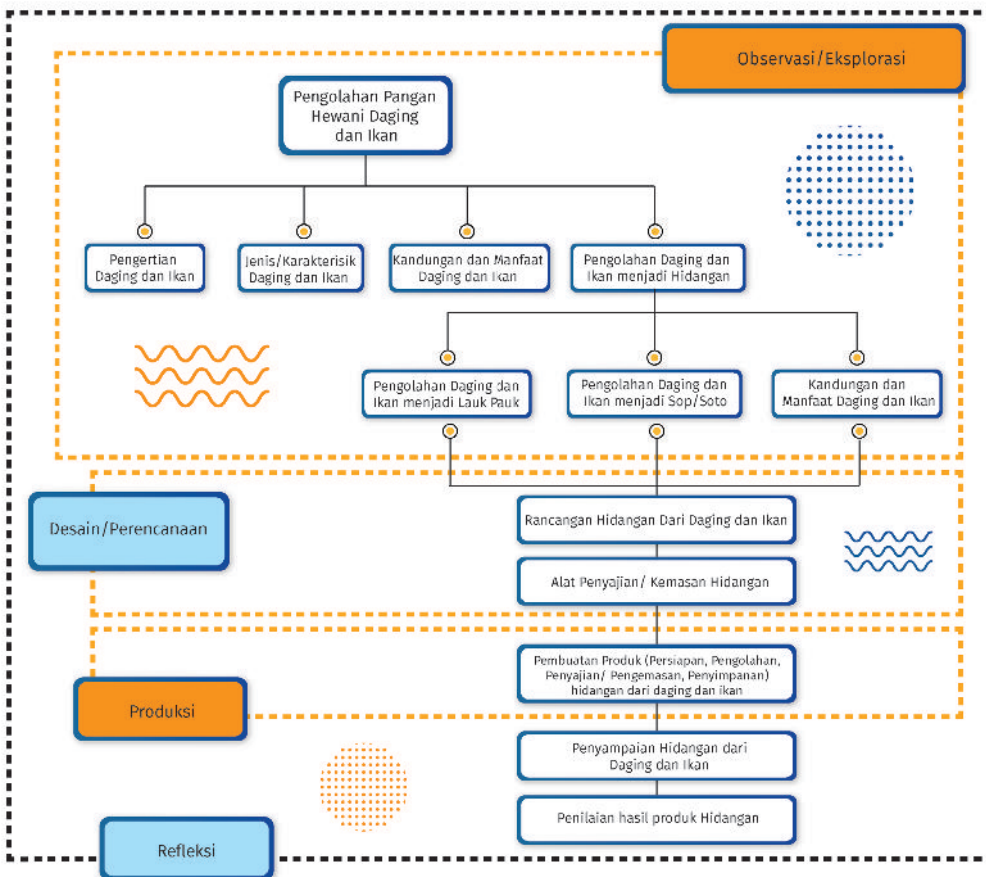 Observasi/Eksplorasi
Pengolahan Pangan
Hewani Daging
dan Ikan
Pengertian
Daging dan Ikan
Jenis/Karakterisik
Daging dan Ikan
Kandungan dan Manfaat
Daging dan Ikan
Pengolahan Daging dan
Ikan menjadi Hidangan
Pengolahan Daging dan
Ikan menjadi Lauk Pauk
Pengolahan Daging dan
Ikan menjadi Sop/Soto
Kandungan dan
Manfaat Daging dan Ikan
Desain/Perencanaan
Rancangan Hidangan Dari Daging dan Ikan
Alat Penyajian/ Kemasan Hidangan
Pembuatan Produk (Persiapan, Pengolahan,
Penyajian/ Pengemasan, Penyimpanan)
hidangan dari daging dan ikan
Produksi
Penyampaian Hidangan dari
Daging dan Ikan
Penilaian hasil produk Hidangan
Refleksi